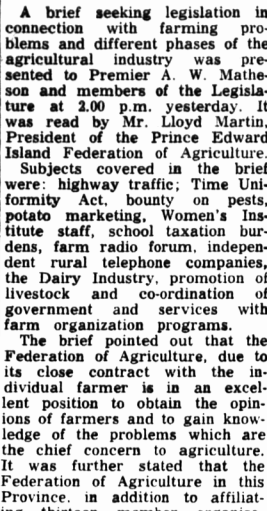 A brief seeking legislation in
connection with farming pro-
blems and different phases of the
agricultural industry was pre-
sented to Premier A. W. Mathe-
son and members of the Legisla-
ture at 2.00 p.m. yesterday. It
was read by Mr. Lloyd Martin,
President of the Prince Edward
Island Federation of Agriculture.
Subjects covered in the brief
were: highway traffic; Time Uni-
formity Act, bounty on pests,
potato marketing, Women's Ins-
titute staff, school taxation bur-
dens, farm radio forum, indepen-
dent rural telephone companies,
the Dairy Industry, promotion of
livestock and co-ordination of
government and services with
farm organization programs.
The brief pointed out that the
Federation of Agriculture, due to
its close contract with the in-
dividual farmer is in an excel-
lent position to obtain the opin-
ions of farmers and to gain know-
ledge of the problems which are
the chief concern to agriculture.
It was further stated that the
Federation of Agriculture in this
Province, in addition to affiliat-
ing thirteen member